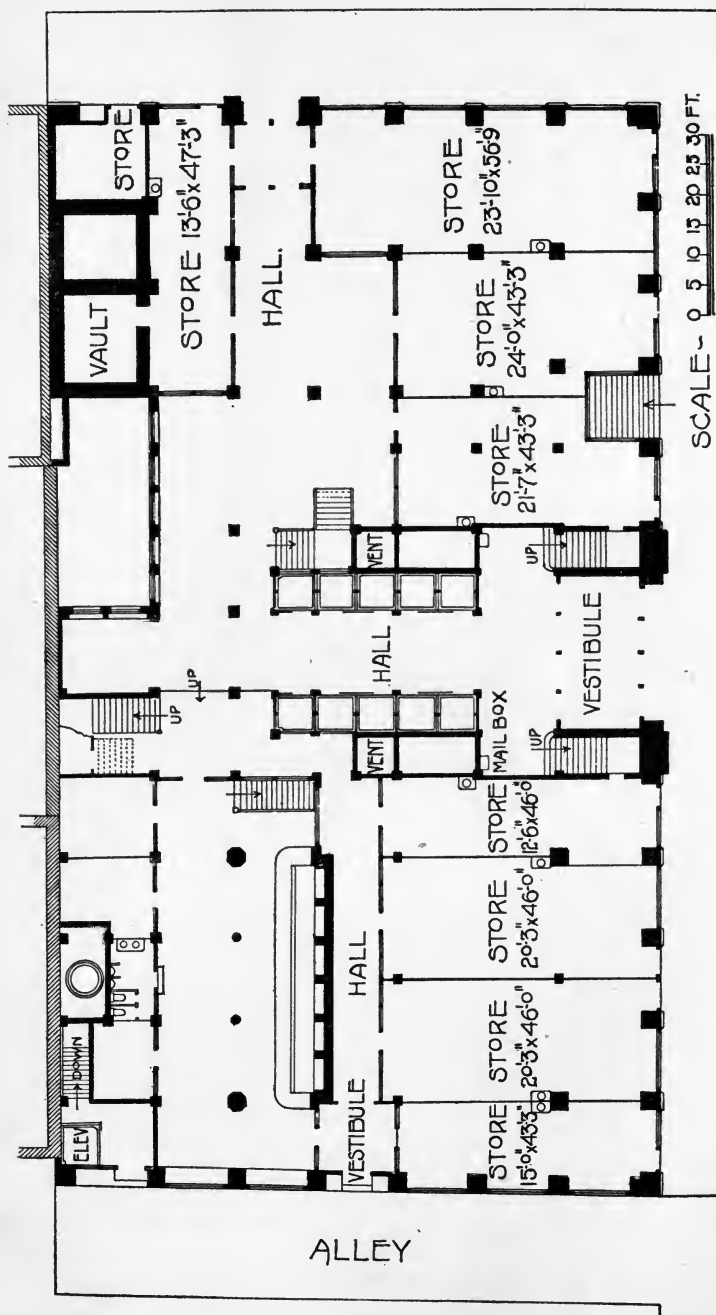 STORE
VAULT
STORE 13'-6"x47'-3"
HALL.
STORE
23'-10"x56'-9
STORE
24'-0"x43'-3"
STORE
21'-7"x43'-3"
SCALE~ 0 5 10 15 20 25 30 FT.
VENT
UP
HALL
VESTIBULE
UP
UP
VENT
MAIL BOX
UP
STORE
12'-6"x46'-0"
STORE
20'-3"x46'-0"
STORE
20'-3"x46'-0"
STORE
15'-0"x43'-3"
HALL
VESTIBULE
DOWN
ELEV
ALLEY